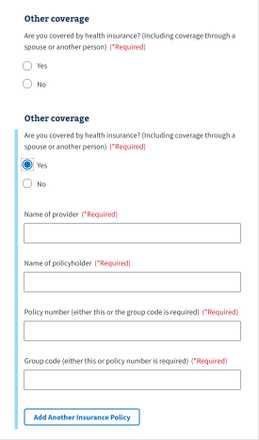 Other coverage
Are you covered by health insurance? (Including coverage through a
spouse or another person) (*Required)
Yes
No
Other coverage
Are you covered by health insurance? (Including coverage through a
spouse or another person) (*Required)
Yes
No
Name of provider (*Required)
Name of policyholder (*Required)
Policy number (either this or the group code is required) (*Required)
Group code (either this or policy number is required) (*Required)
Add Another Insurance Policy